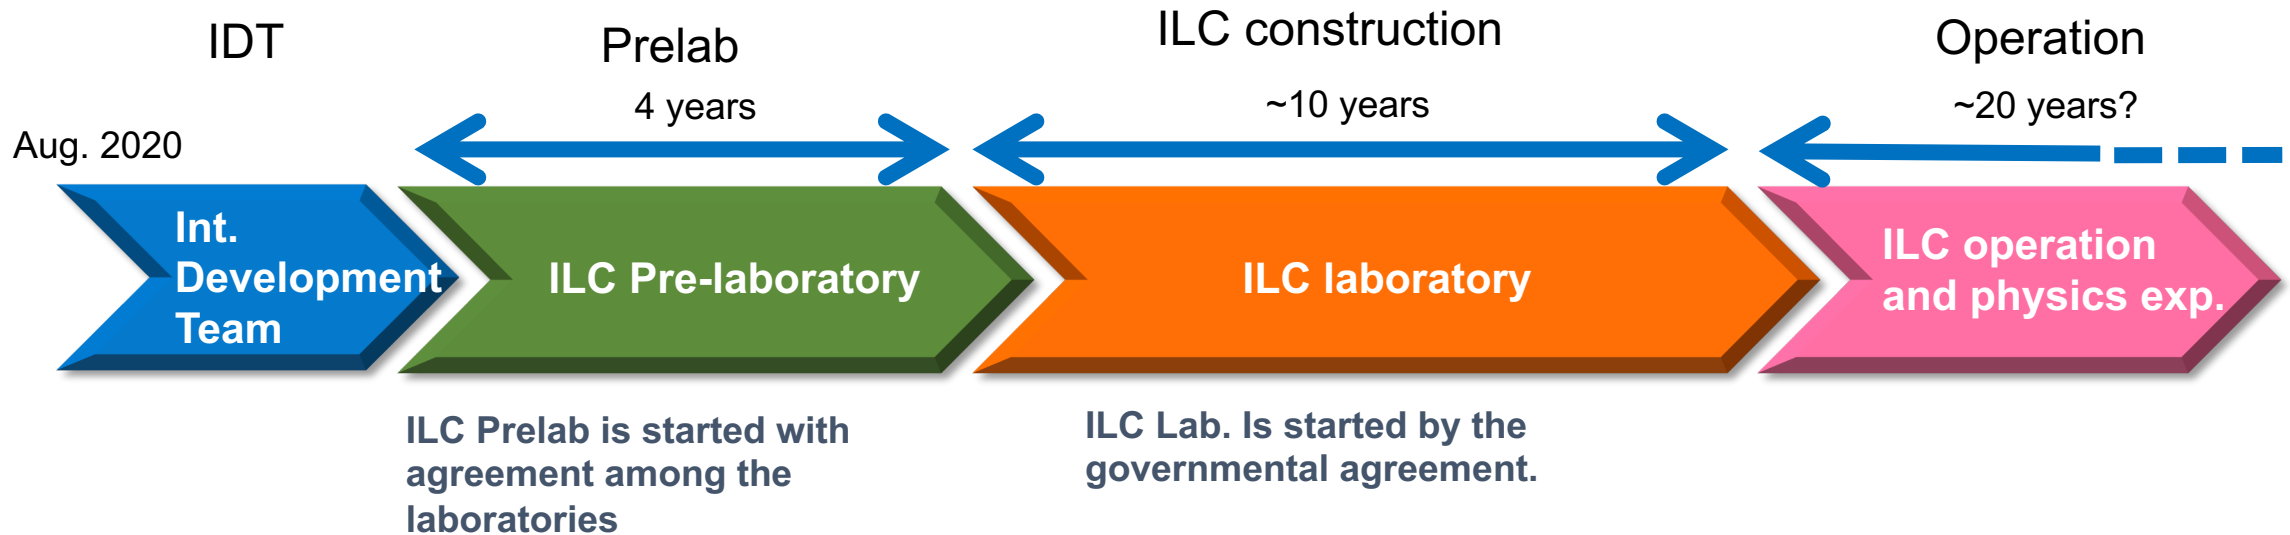 IDT
Prelab
ILC construction
Operation
4 years
~10 years
~20 years?
Aug. 2020
Int.
Development
Team
ILC Pre-laboratory
ILC laboratory
ILC operation
and physics exp.
ILC Prelab is started with
agreement among the
laboratories
ILC Lab. Is started by the
governmental agreement.